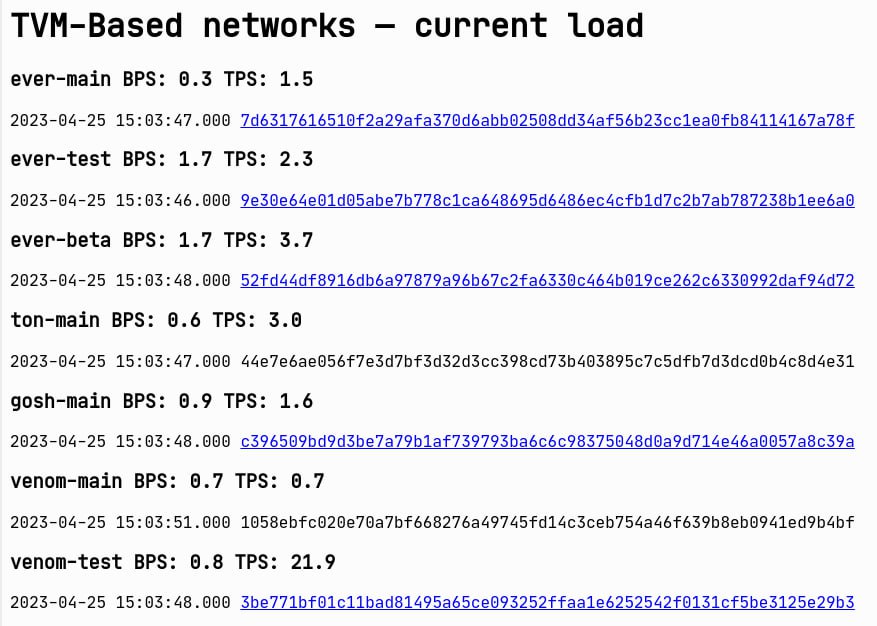 TVM-Based networks — current load
ever-main BPS: 0.3 TPS: 1.5
2023-04-25 15:03:47.000 7d6317616510f2a29afa370d6abb02508dd34af56b23cc1ea0fb84114167a78f
ever-test BPS: 1.7 TPS: 2.3
2023-04-25 15:03:46.000 9e30e64e01d05abe7b778c1ca648695d6486ec4cfb1d7c2b7ab787238b1ee6a0
ever-beta BPS: 1.7 TPS: 3.7
2023-04-25 15:03:48.000 52fd44df8916db6a97879a96b67c2fa6330c464b019ce262c6330992daf94d72
ton-main BPS: 0.6 TPS: 3.0
2023-04-25 15:03:47.000 44e7e6ae056f7e3d7bf3d32d3cc398cd73b403895c7c5dfb7d3dcd0b4c8d4e31
gosh-main BPS: 0.9 TPS: 1.6
2023-04-25 15:03:48.000 c396509bd9d3be7a79b1af739793ba6c6c98375048d0a9d714e46a0057a8c39a
venom-main BPS: 0.7 TPS: 0.7
2023-04-25 15:03:51.000 1058ebfc020e70a7bf668276a49745fd14c3ceb754a46f639b8eb0941ed9b4bf
venom-test BPS: 0.8 TPS: 21.9
2023-04-25 15:03:48.000 3be771bf01c11bad81495a65ce093252ffaa1e6252542f0131cf5be3125e29b3